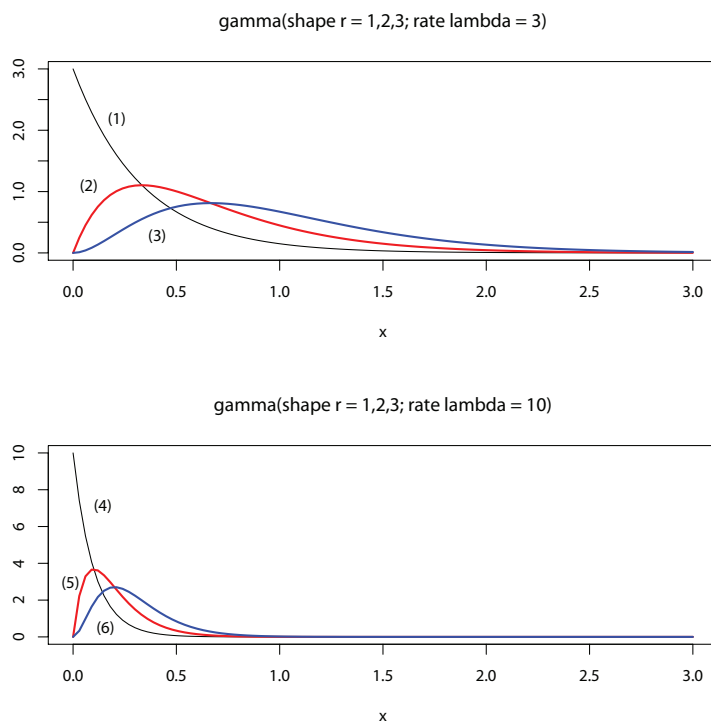 gamma(shape r = 1,2,3; rate lambda = 3)
3.0
2.0
1.0
0.0
(1)
(2)
(3)
0.0 0.5 1.0 1.5 2.0 2.5 3.0
x
gamma(shape r = 1,2,3; rate lambda = 10)
10
8
6
4
2
0
(4)
(5)
(6)
0.0 0.5 1.0 1.5 2.0 2.5 3.0
x